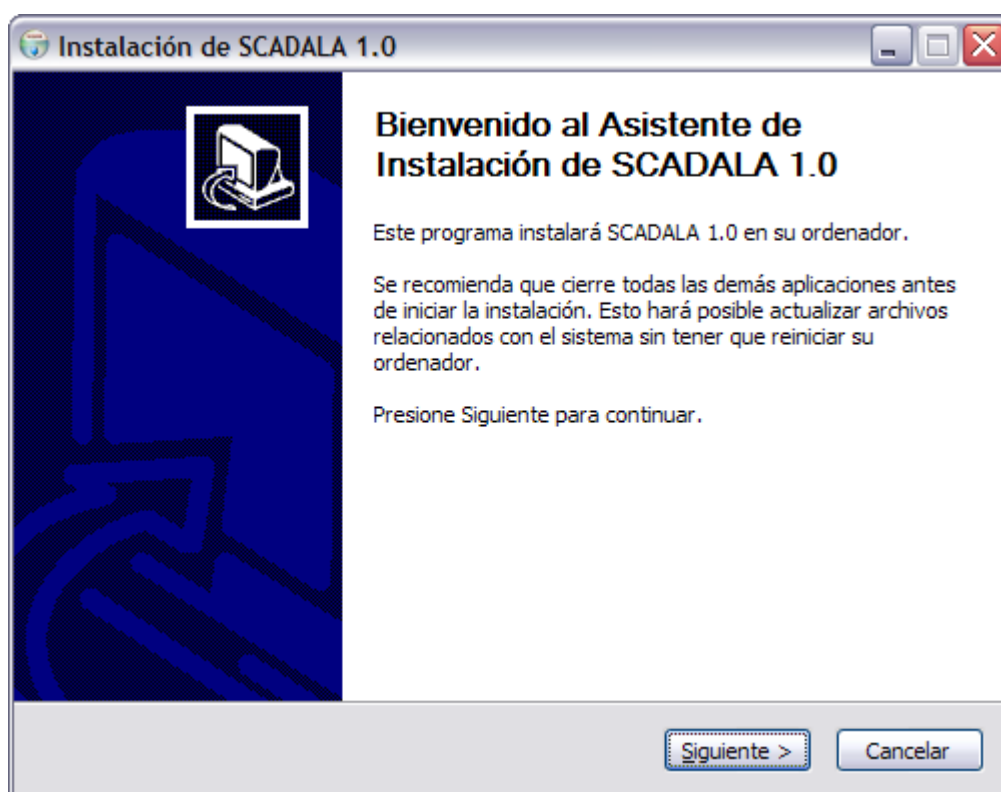 Instalación de SCADALA 1.0
Bienvenido al Asistente de
Instalación de SCADALA 1.0
Este programa instalará SCADALA 1.0 en su ordenador.
Se recomienda que cierre todas las demás aplicaciones antes
de iniciar la instalación. Esto hará posible actualizar archivos
relacionados con el sistema sin tener que reiniciar su
ordenador.
Presione Siguiente para continuar.
Siguiente >
Cancelar